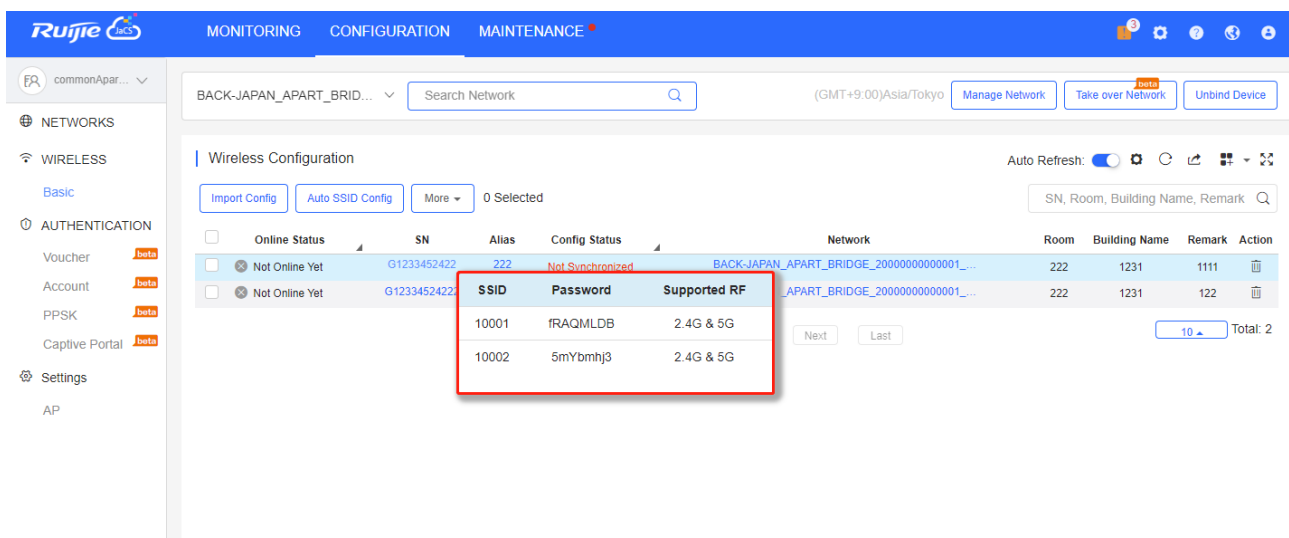 Ruijie JaCS MONITORING CONFIGURATION MAINTENANCE 3
commonApar...
BACK-JAPAN_APART_BRID... Search Network (GMT+9:00)Asia/Tokyo Manage Network Take over Network beta Unbind Device
NETWORKS
WIRELESS
Basic
AUTHENTICATION
Voucher beta
Account beta
PPSK beta
Captive Portal beta
Settings
AP
Wireless Configuration Auto Refresh:
Import Config Auto SSID Config More 0 Selected SN, Room, Building Name, Remark
Online Status SN Alias Config Status Network Room Building Name Remark Action
Not Online Yet G1233452422 222 Not Synchronized BACK-JAPAN_APART_BRIDGE_20000000000001_... 222 1231 1111
Not Online Yet G12334524222 _APART_BRIDGE_20000000000001_... 222 1231 122
SSID Password Supported RF
10001 fRAQMLDB 2.4G & 5G
10002 5mYbmhj3 2.4G & 5G
Next Last 10 Total: 2